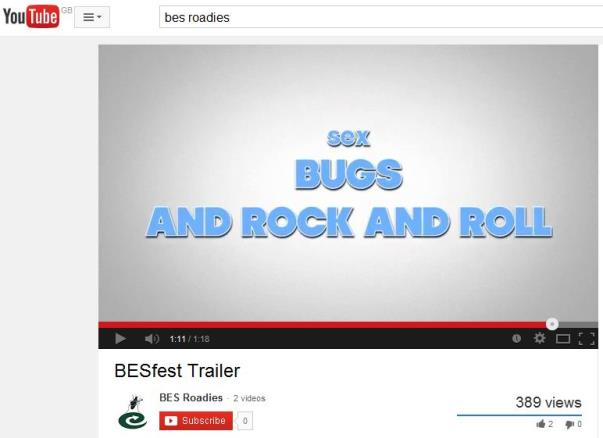 YouTube GB
bes roadies
sex
BUGS
AND ROCK AND ROLL
1:11 / 1:18
BESfest Trailer
BES Roadies · 2 videos
Subscribe 0
389 views
2 0